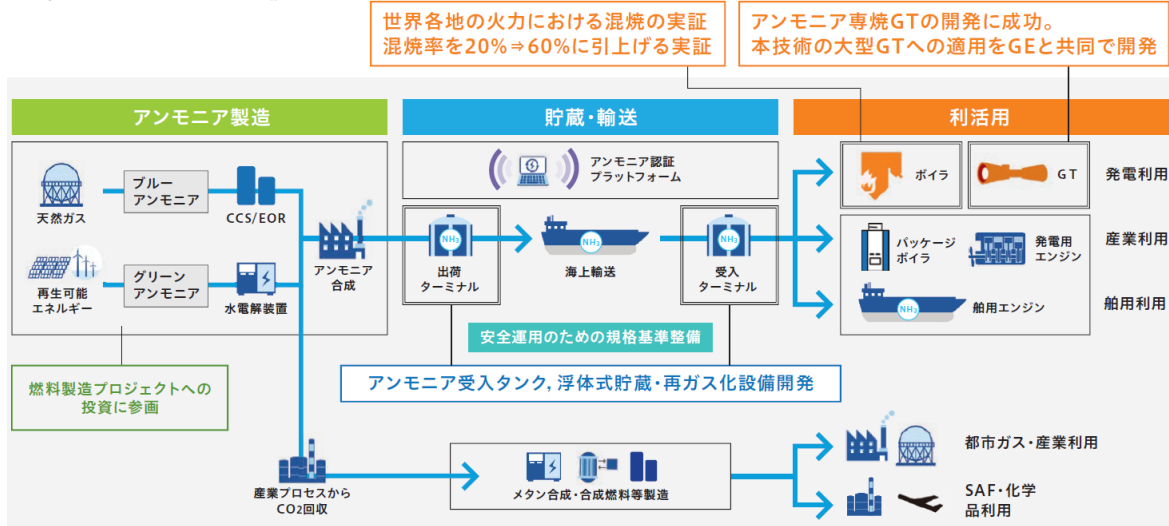 世界各地の火力における混焼の実証
混焼率を20%⇒60%に引上げる実証
アンモニア専焼GTの開発に成功。
本技術の大型GTへの適用をGEと共同で開発
アンモニア製造
貯蔵・輸送
利活用
天然ガス
ブルー
アンモニア
CCS/EOR
再生可能
エネルギー
グリーン
アンモニア
水電解装置
アンモニア
合成
アンモニア認証
プラットフォーム
NH3
出荷
ターミナル
NH3
海上輸送
NH3
受入
ターミナル
ボイラ
GT
発電利用
パッケージ
ボイラ
発電用
エンジン
産業利用
NH3
舶用エンジン
舶用利用
安全運用のための規格基準整備
アンモニア受入タンク, 浮体式貯蔵・再ガス化設備開発
燃料製造プロジェクトへの
投資に参画
産業プロセスから
CO2回収
メタン合成・合成燃料等製造
都市ガス・産業利用
SAF・化学
品利用